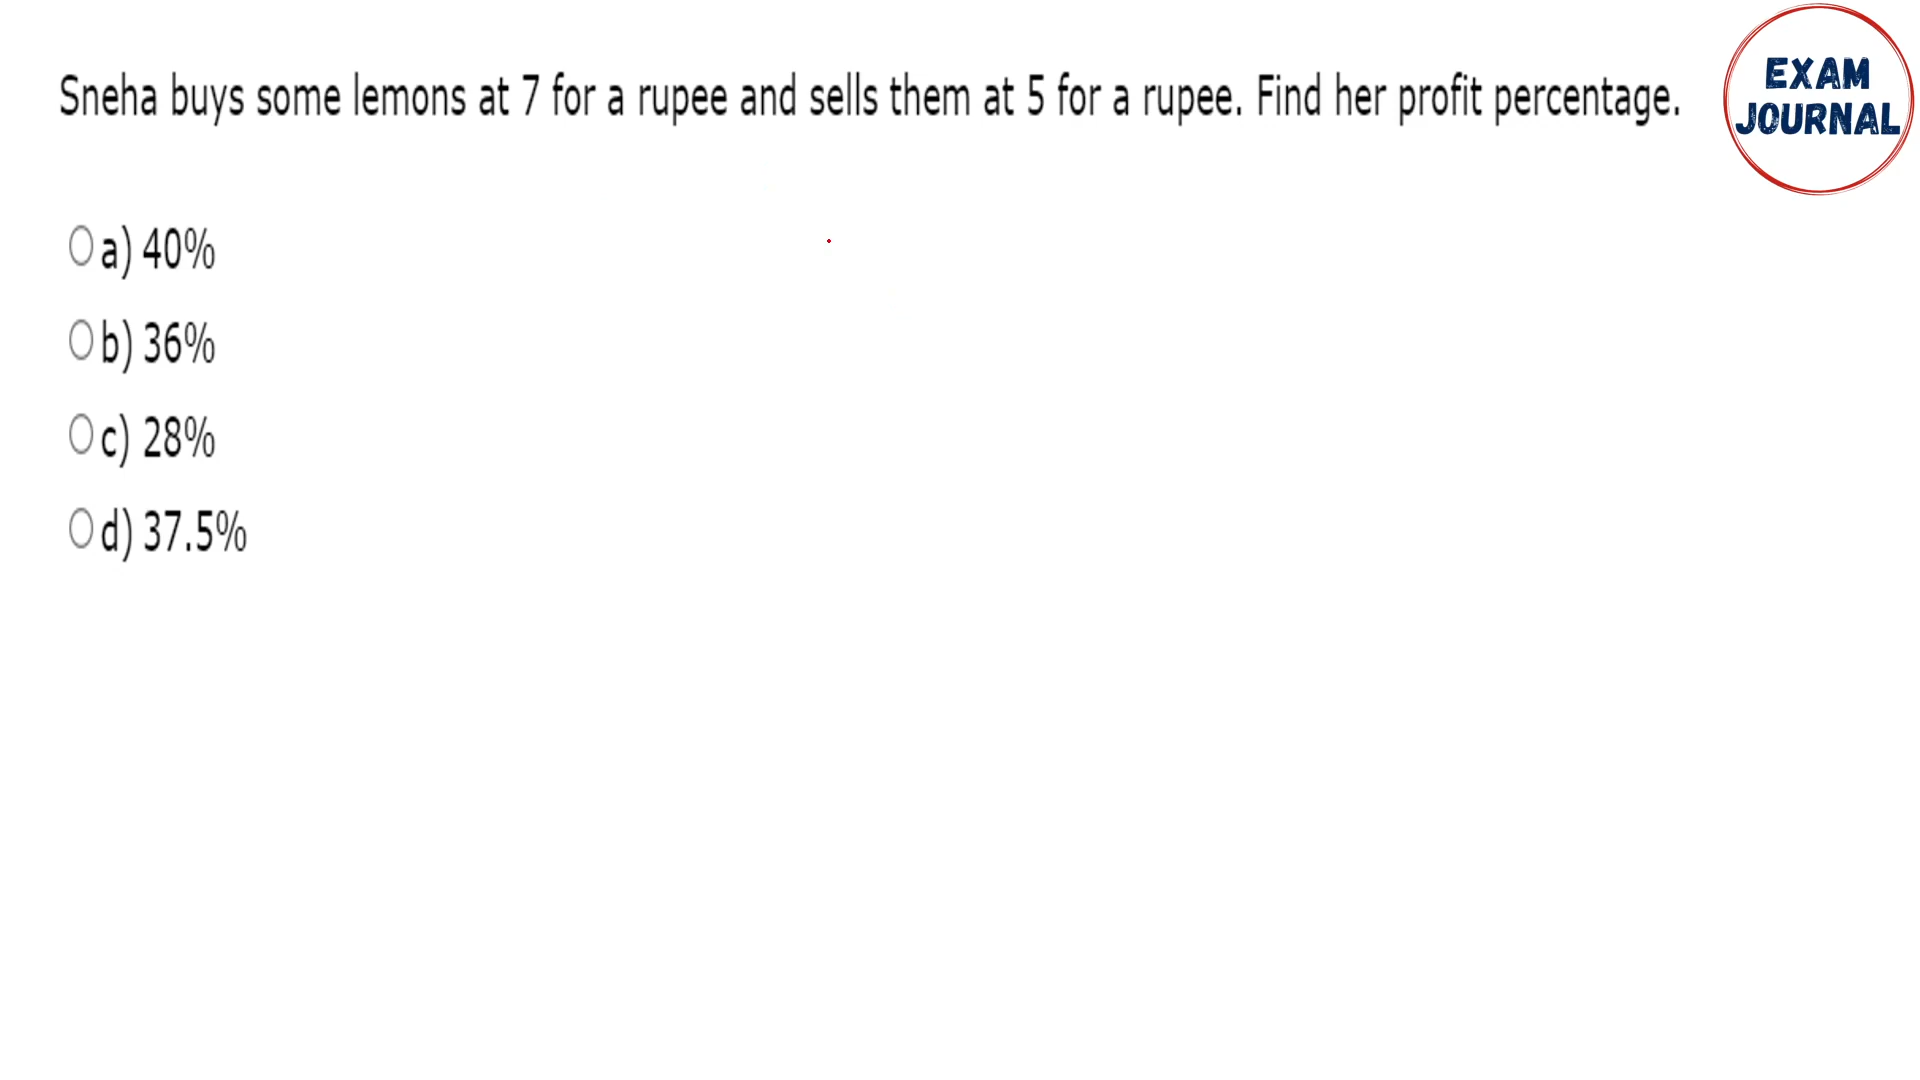 Sneha buys some lemons at 7 for a rupee and sells them at 5 for a rupee. Find her profit percentage.
EXAM
JOURNAL
a) 40%
b) 36%
c) 28%
d) 37.5%